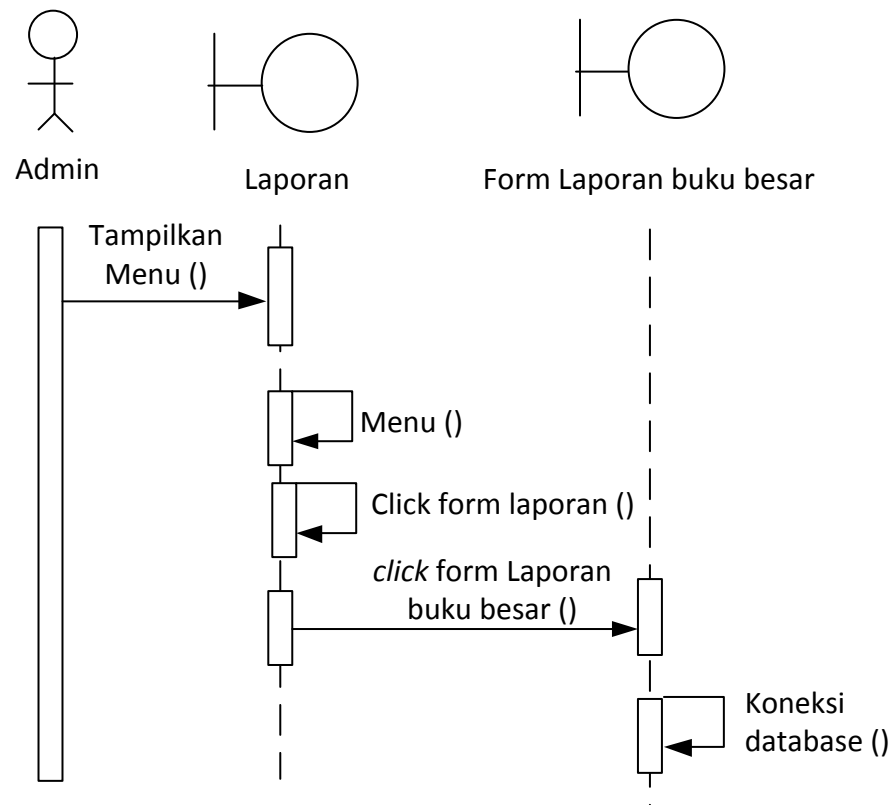 Admin
Laporan
Form Laporan buku besar
Tampilkan
Menu ()
Menu ()
Click form laporan ()
click form Laporan
buku besar ()
Koneksi
database ()